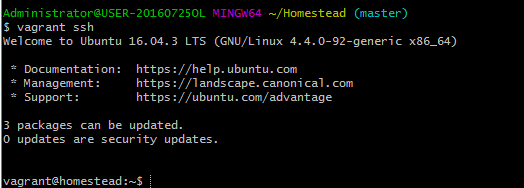 Administrator@USER-20160725OL MINGW64 ~/Homestead (master)
$ vagrant ssh
Welcome to Ubuntu 16.04.3 LTS (GNU/Linux 4.4.0-92-generic x86_64)
* Documentation:  https://help.ubuntu.com
* Management:     https://landscape.canonical.com
* Support:        https://ubuntu.com/advantage
3 packages can be updated.
0 updates are security updates.
vagrant@homestead:~$